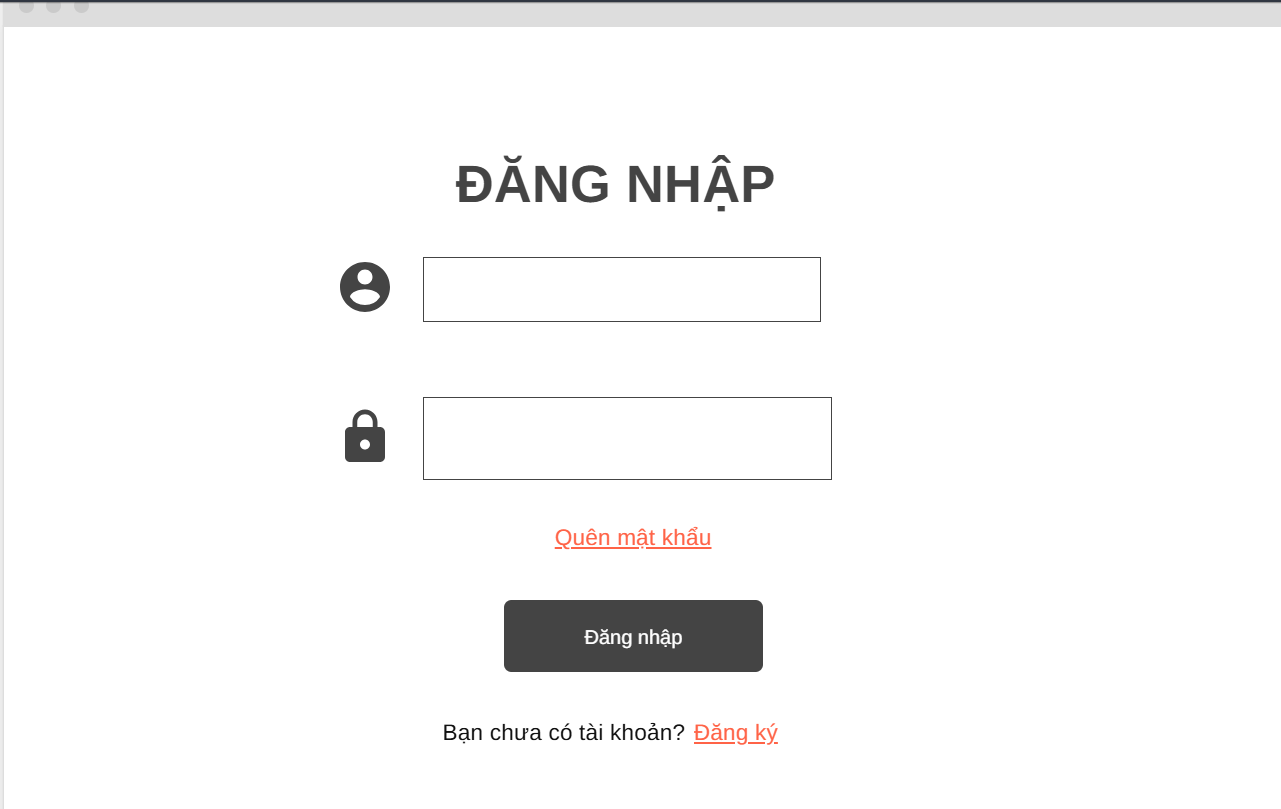 ĐĂNG NHẬP
Quên mật khẩu
Đăng nhập
Bạn chưa có tài khoản? Đăng ký